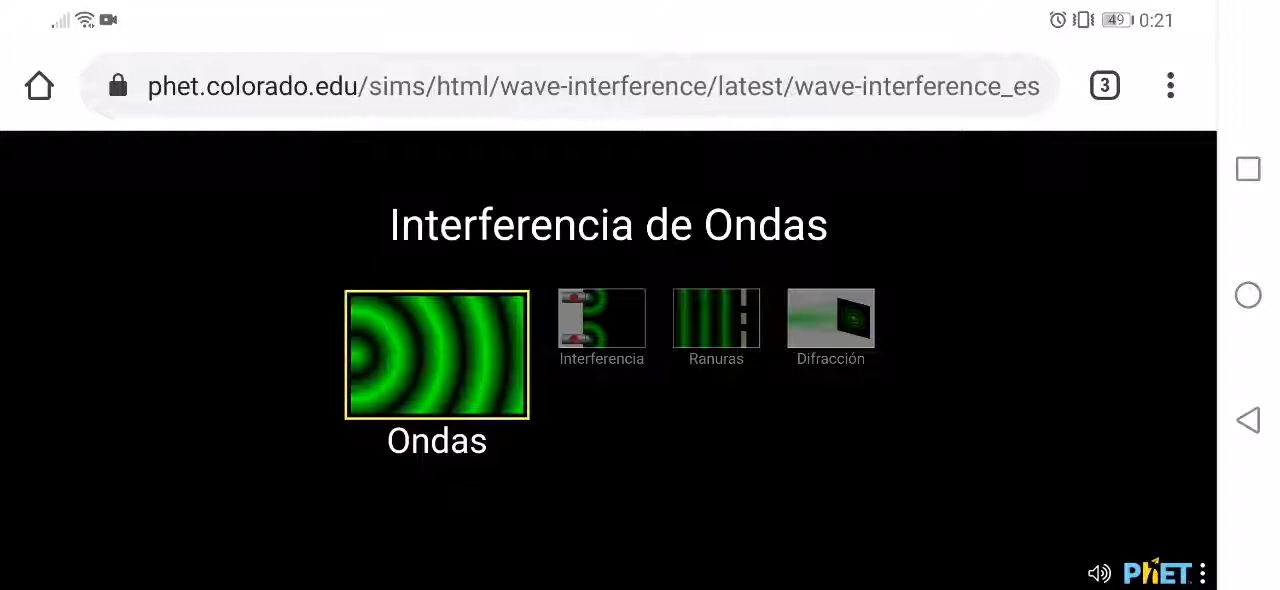 49 0:21
phet.colorado.edu/sims/html/wave-interference/latest/wave-interference_es
3
Interferencia de Ondas
Ondas
Interferencia
Ranuras
Difracción
PhET